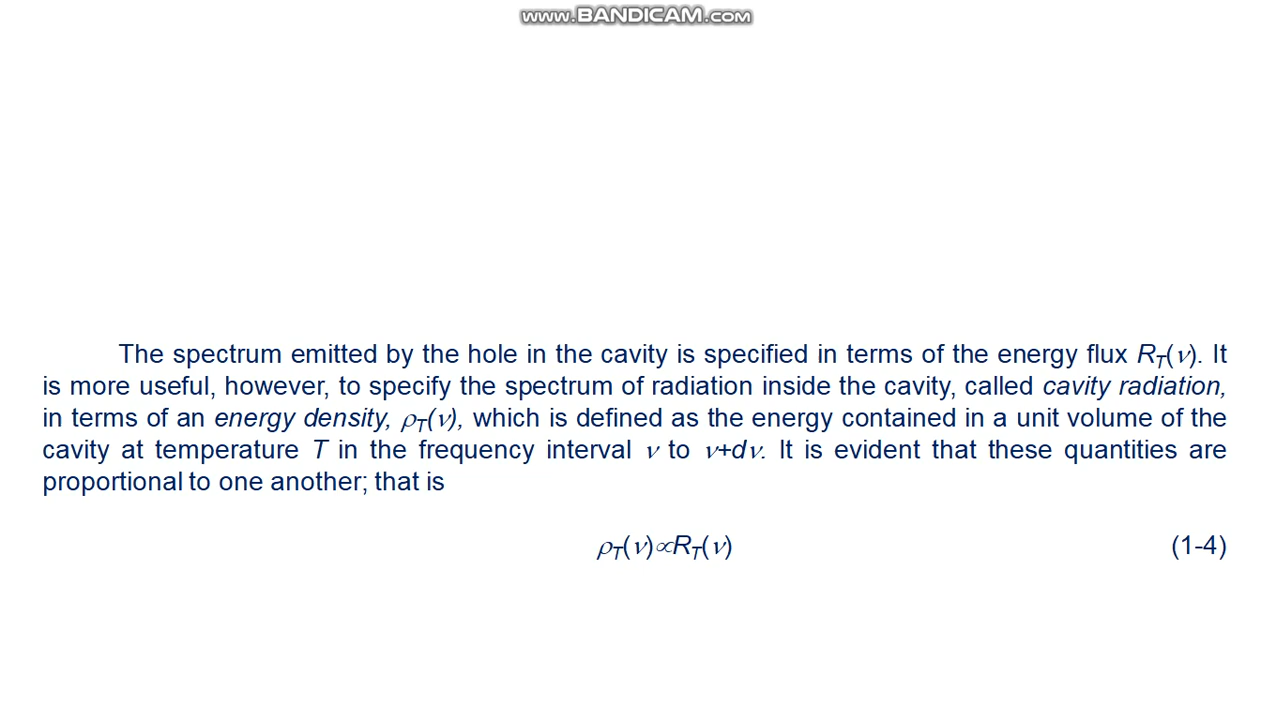 www.BANDICAM.com
The spectrum emitted by the hole in the cavity is specified in terms of the energy flux R_T(ν). It
is more useful, however, to specify the spectrum of radiation inside the cavity, called cavity radiation,
in terms of an energy density, ρ_T(ν), which is defined as the energy contained in a unit volume of the
cavity at temperature T in the frequency interval ν to ν+dν. It is evident that these quantities are
proportional to one another; that is
ρ_T(ν)∝R_T(ν) (1-4)